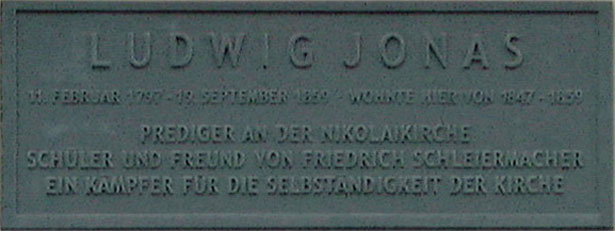 LUDWIG JONAS
11. FEBRUAR 1797 - 19. SEPTEMBER 1859 - WOHNTE HIER VON 1847 - 1859
PREDIGER AN DER NIKOLAIKIRCHE
SCHÜLER UND FREUND VON FRIEDRICH SCHLEIERMACHER
EIN KÄMPFER FÜR DIE SELBSTÄNDIGKEIT DER KIRCHE